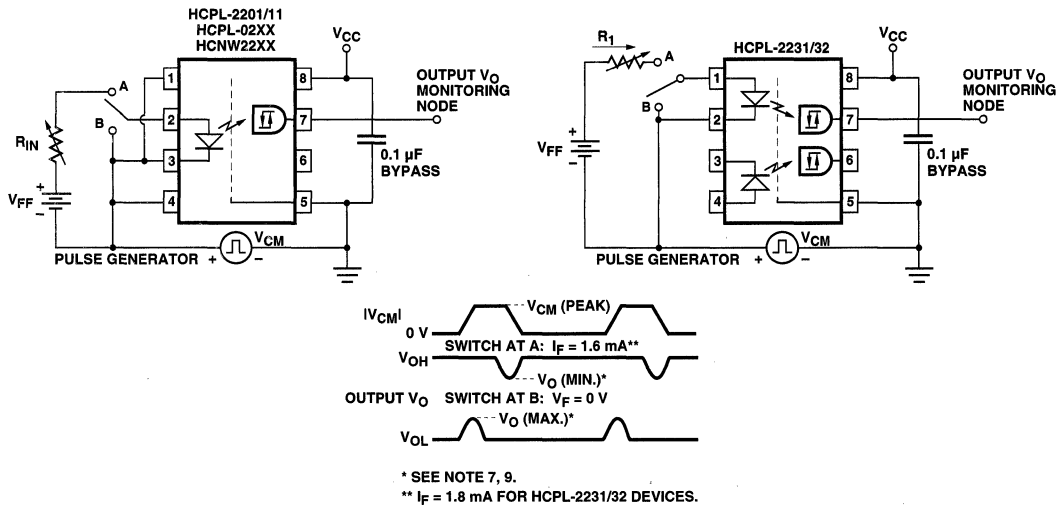 HCPL-2201/11
HCPL-02XX
HCNW22XX
VCC
1
2
3
4
8
7
6
5
A
B
RIN
VFF
+
–
OUTPUT VO
MONITORING
NODE
0.1 µF
BYPASS
VCM
PULSE GENERATOR
+
–
HCPL-2231/32
VCC
R1
A
B
1
2
3
4
8
7
6
5
VFF
+
–
OUTPUT VO
MONITORING
NODE
0.1 µF
BYPASS
VCM
PULSE GENERATOR
+
–
|VCM|
0 V
VCM (PEAK)
SWITCH AT A: IF = 1.6 mA**
VOH
VO (MIN.)*
OUTPUT VO
SWITCH AT B: VF = 0 V
VO (MAX.)*
VOL
* SEE NOTE 7, 9.
** IF = 1.8 mA FOR HCPL-2231/32 DEVICES.